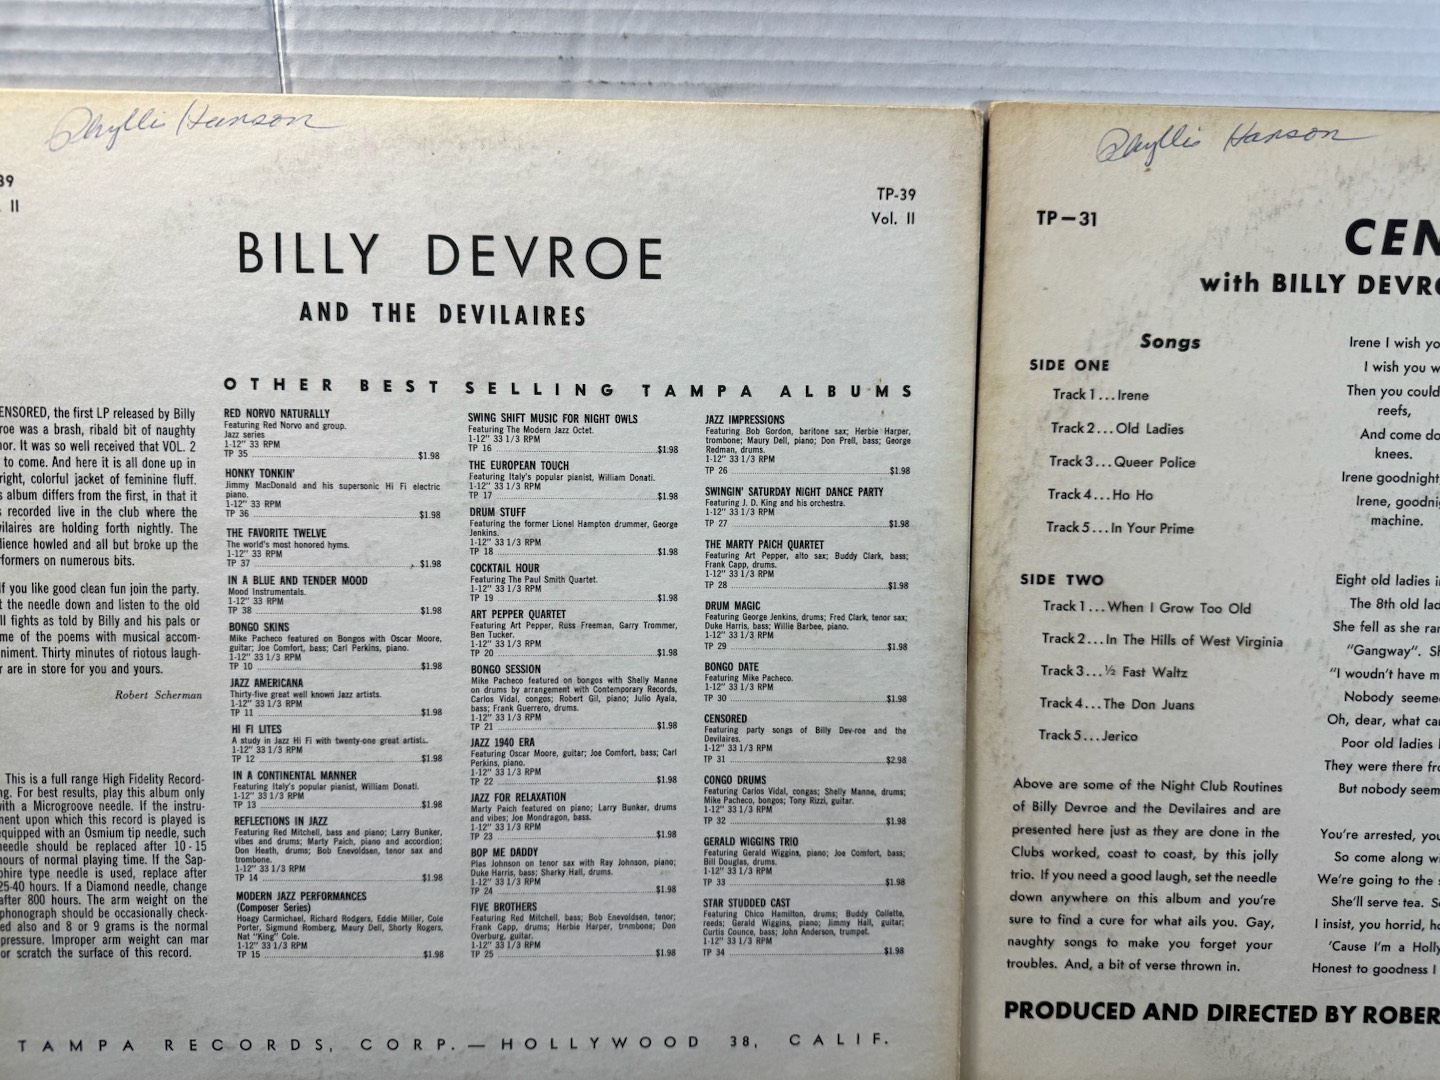 Phyllis Hanson
39
II
TP-39
Vol. II
BILLY DEVROE
AND THE DEVILAIRES
OTHER BEST SELLING TAMPA ALBUMS
ENSORED, the first LP released by Billy
roe was a brash, ribald bit of naughty
nor. It was so well received that VOL. 2
to come. And here it is all done up in
right, colorful jacket of feminine fluff.
s album differs from the first, in that it
s recorded live in the club where the
vilaires are holding forth nightly. The
dience howled and all but broke up the
rformers on numerous bits.
If you like good clean fun join the party.
t the needle down and listen to the old
ll fights as told by Billy and his pals or
me of the poems with musical accom-
niment. Thirty minutes of riotous laugh-
r are in store for you and yours.
Robert Scherman
This is a full range High Fidelity Record-
ng. For best results, play this album only
with a Microgroove needle. If the instru-
ment upon which this record is played is
equipped with an Osmium tip needle, such
needle should be replaced after 10-15
hours of normal playing time. If the Sap-
phire type needle is used, replace after
25-40 hours. If a Diamond needle, change
after 800 hours. The arm weight on the
phonograph should be occasionally check-
ed also and 8 or 9 grams is the normal
pressure. Improper arm weight can mar
or scratch the surface of this record.
RED NORVO NATURALLY
Featuring Red Norvo and group.
Jazz series
1-12" 33 RPM
TP 35 $1.98
HONKY TONKIN'
Jimmy MacDonald and his supersonic Hi Fi electric
piano.
1-12" 33 RPM
TP 36 $1.98
THE FAVORITE TWELVE
The world's most honored hyms.
1-12" 33 RPM
TP 37 $1.98
IN A BLUE AND TENDER MOOD
Mood Instrumentals.
1-12" 33 RPM
TP 38 $1.98
BONGO SKINS
Mike Pacheco featured on Bongos with Oscar Moore,
guitar; Joe Comfort, bass; Carl Perkins, piano.
1-12" 33 1/3 RPM
TP 10 $1.98
JAZZ AMERICANA
Thirty-five great well known Jazz artists.
1-12" 33 1/3 RPM
TP 11 $1.98
HI FI LITES
A study in Jazz Hi Fi with twenty-one great artists.
1-12" 33 1/3 RPM
TP 12 $1.98
IN A CONTINENTAL MANNER
Featuring Italy's popular pianist, William Donati.
1-12" 33 1/3 RPM
TP 13 $1.98
REFLECTIONS IN JAZZ
Featuring Red Mitchell, bass and piano; Larry Bunker,
vibes and drums; Marty Paich, piano and accordion;
Don Heath, drums; Bob Enevoldsen, tenor sax and
trombone.
1-12" 33 1/3 RPM
TP 14 $1.98
MODERN JAZZ PERFORMANCES
(Composer Series)
Hoagy Carmichael, Richard Rodgers, Eddie Miller, Cole
Porter, Sigmund Romberg, Maury Dell, Shorty Rogers,
Nat "King" Cole.
1-12" 33 1/3 RPM
TP 15 $1.98
SWING SHIFT MUSIC FOR NIGHT OWLS
Featuring The Modern Jazz Octet.
1-12" 33 1/3 RPM
TP 16 $1.98
THE EUROPEAN TOUCH
Featuring Italy's popular pianist, William Donati.
1-12" 33 1/3 RPM
TP 17 $1.98
DRUM STUFF
Featuring the former Lionel Hampton drummer, George
Jenkins.
1-12" 33 1/3 RPM
TP 18 $1.98
COCKTAIL HOUR
Featuring The Paul Smith Quartet.
1-12" 33 1/3 RPM
TP 19 $1.98
ART PEPPER QUARTET
Featuring Art Pepper, Russ Freeman, Garry Trommer,
Ben Tucker.
1-12" 33 1/3 RPM
TP 20 $1.98
BONGO SESSION
Mike Pacheco featured on bongos with Shelly Manne
on drums by arrangement with Contemporary Records,
Carlos Vidal, congos; Robert Gil, piano; Julio Ayala,
bass; Frank Guerrero, drums.
1-12" 33 1/3 RPM
TP 21 $1.98
JAZZ 1940 ERA
Featuring Oscar Moore, guitar; Joe Comfort, bass; Carl
Perkins, piano.
1-12" 33 1/3 RPM
TP 22 $1.98
JAZZ FOR RELAXATION
Marty Paich featured on piano; Larry Bunker, drums
and vibes; Joe Mondragon, bass.
1-12" 33 1/3 RPM
TP 23 $1.98
BOP ME DADDY
Plas Johnson on tenor sax with Ray Johnson, piano;
Duke Harris, bass; Sharky Hall, drums.
1-12" 33 1/3 RPM
TP 24 $1.98
FIVE BROTHERS
Featuring Red Mitchell, bass; Bob Enevoldsen, tenor;
Frank Capp, drums; Herbie Harper, trombone; Don
Overburg, guitar.
1-12" 33 1/3 RPM
TP 25 $1.98
JAZZ IMPRESSIONS
Featuring Bob Gordon, baritone sax; Herbie Harper,
trombone; Maury Dell, piano; Don Prell, bass; George
Redman, drums.
1-12" 33 1/3 RPM
TP 26 $1.98
SWINGIN' SATURDAY NIGHT DANCE PARTY
Featuring J. D. King and his orchestra.
1-12" 33 1/3 RPM
TP 27 $1.98
THE MARTY PAICH QUARTET
Featuring Art Pepper, alto sax; Buddy Clark, bass;
Frank Capp, drums.
1-12" 33 1/3 RPM
TP 28 $1.98
DRUM MAGIC
Featuring George Jenkins, drums; Fred Clark, tenor sax;
Duke Harris, bass; Willie Barbee, piano.
1-12" 33 1/3 RPM
TP 29 $1.98
BONGO DATE
Featuring Mike Pacheco.
1-12" 33 1/3 RPM
TP 30 $1.98
CENSORED
Featuring party songs of Billy Dev-roe and the
Devilaires.
1-12" 33 1/3 RPM
TP 31 $2.98
CONGO DRUMS
Featuring Carlos Vidal, congas; Shelly Manne, drums;
Mike Pacheco, bongos; Tony Rizzi, guitar.
1-12" 33 1/3 RPM
TP 32 $1.98
GERALD WIGGINS TRIO
Featuring Gerald Wiggins, piano; Joe Comfort, bass;
Bill Douglas, drums.
1-12" 33 1/3 RPM
TP 33 $1.98
STAR STUDDED CAST
Featuring Chico Hamilton, drums; Buddy Collette,
reeds; Gerald Wiggins, piano; Jimmy Hall, guitar;
Curtis Counce, bass; John Anderson, trumpet.
1-12" 33 1/3 RPM
TP 34 $1.98
TAMPA RECORDS, CORP.—HOLLYWOOD 38, CALIF.
Phyllis Hanson
TP—31
CEN
with BILLY DEVRO
Songs
SIDE ONE
Track 1...Irene
Track 2...Old Ladies
Track 3...Queer Police
Track 4...Ho Ho
Track 5...In Your Prime
SIDE TWO
Track 1...When I Grow Too Old
Track 2...In The Hills of West Virginia
Track 3...½ Fast Waltz
Track 4...The Don Juans
Track 5...Jerico
Above are some of the Night Club Routines
of Billy Devroe and the Devilaires and are
presented here just as they are done in the
Clubs worked, coast to coast, by this jolly
trio. If you need a good laugh, set the needle
down anywhere on this album and you're
sure to find a cure for what ails you. Gay,
naughty songs to make you forget your
troubles. And, a bit of verse thrown in.
Irene I wish yo
I wish you w
Then you could
reefs,
And come do
knees.
Irene goodnight,
Irene, goodni
machine.
Eight old ladies i
The 8th old lad
She fell as she ra
"Gangway". Sh
"I woudn't have m
Nobody seeme
Oh, dear, what ca
Poor old ladies l
They were there fro
But nobody seem
You're arrested, you
So come along wi
We're going to the s
She'll serve tea. So
I insist, you horrid, ho
'Cause I'm a Holly
Honest to goodness I
PRODUCED AND DIRECTED BY ROBER